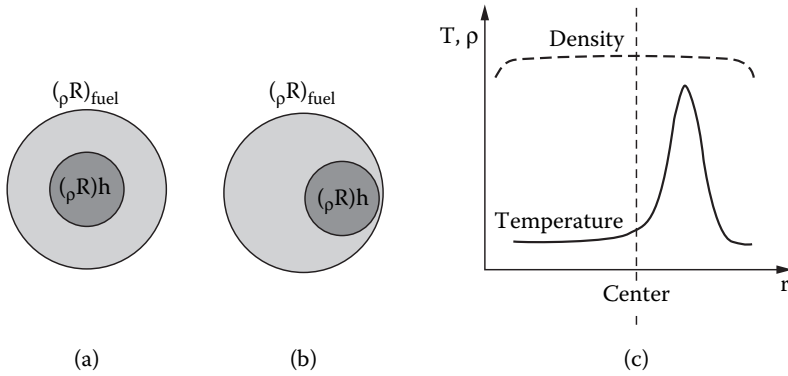 (ρR)fuel
(ρR)h
(a)
(ρR)fuel
(ρR)h
(b)
T, ρ
Density
Temperature
Center
r
(c)